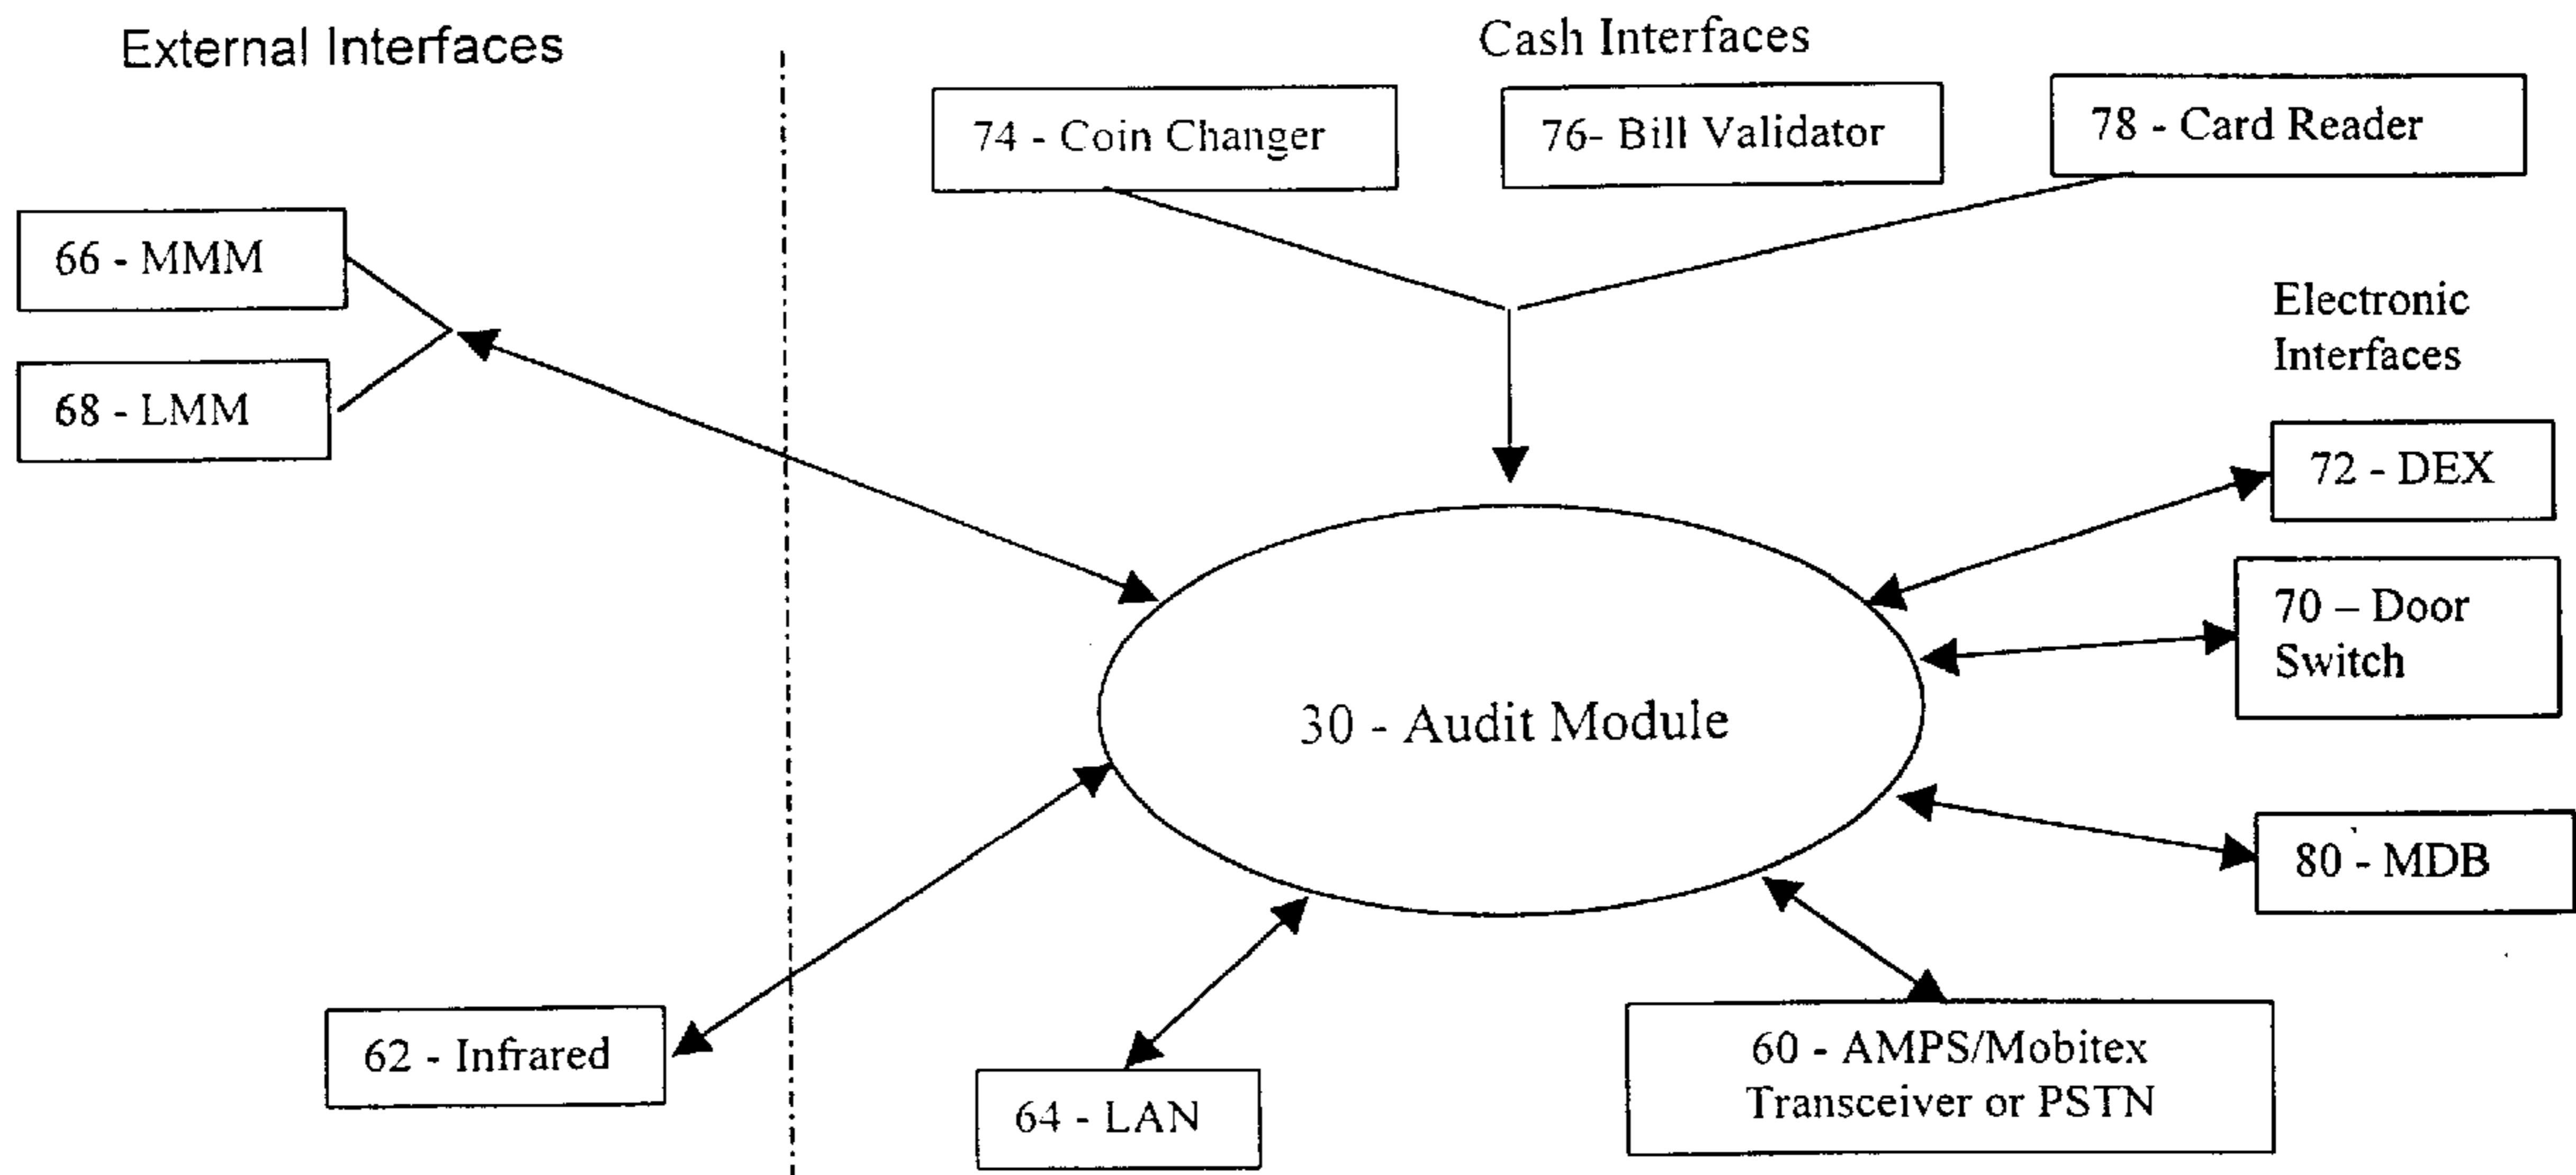 External Interfaces
Cash Interfaces
74 - Coin Changer
76- Bill Validator
78 - Card Reader
66 - MMM
68 - LMM
Electronic
Interfaces
72 - DEX
70 – Door
Switch
30 - Audit Module
80 - MDB
62 - Infrared
64 - LAN
60 - AMPS/Mobitex
Transceiver or PSTN